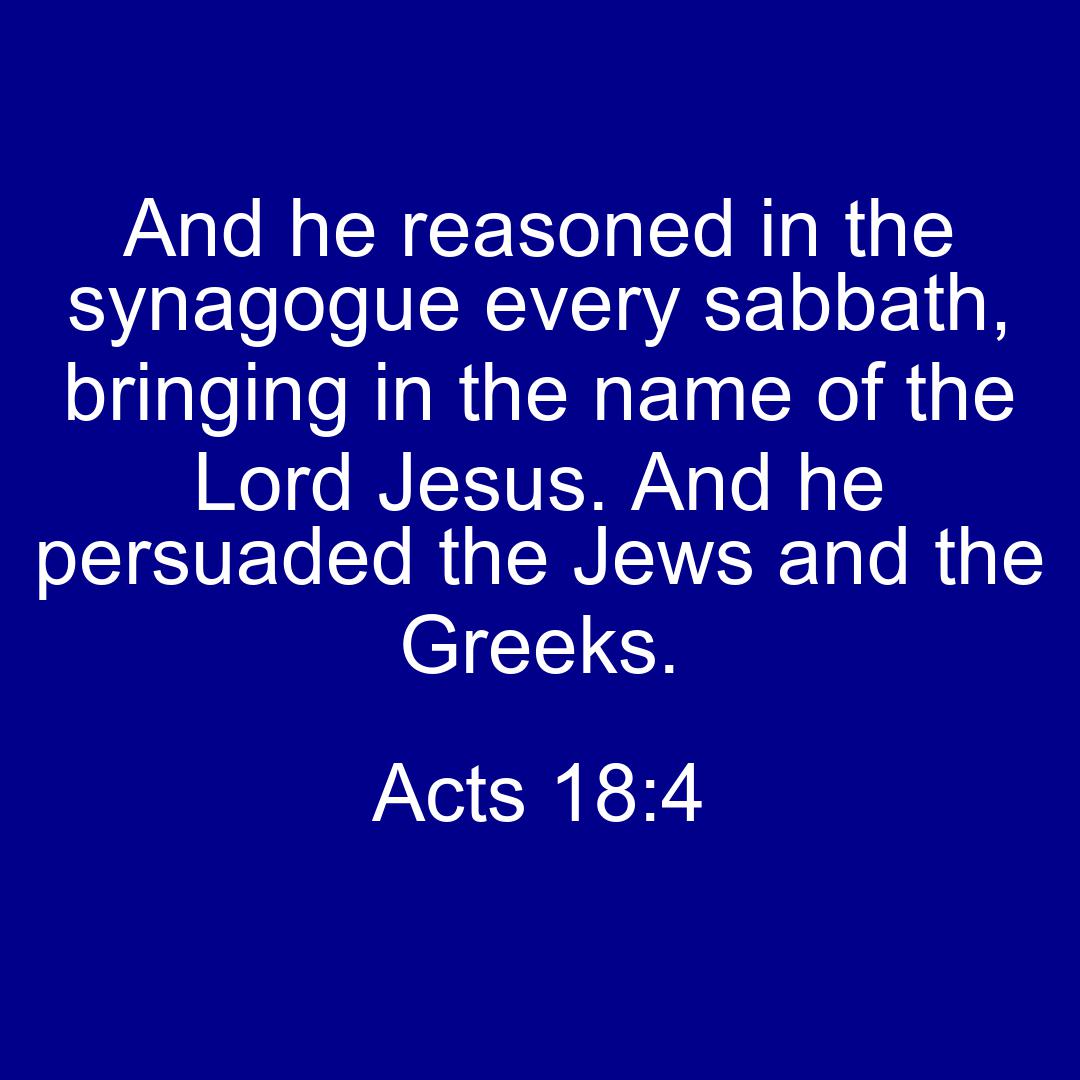 And he reasoned in the
synagogue every sabbath,
bringing in the name of the
Lord Jesus. And he
persuaded the Jews and the
Greeks.
Acts 18:4